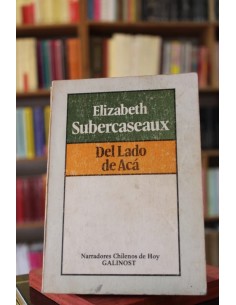 Elizabeth
Subercaseaux
Del Lado
de Acá
Narradores Chilenos de Hoy
GALINOST